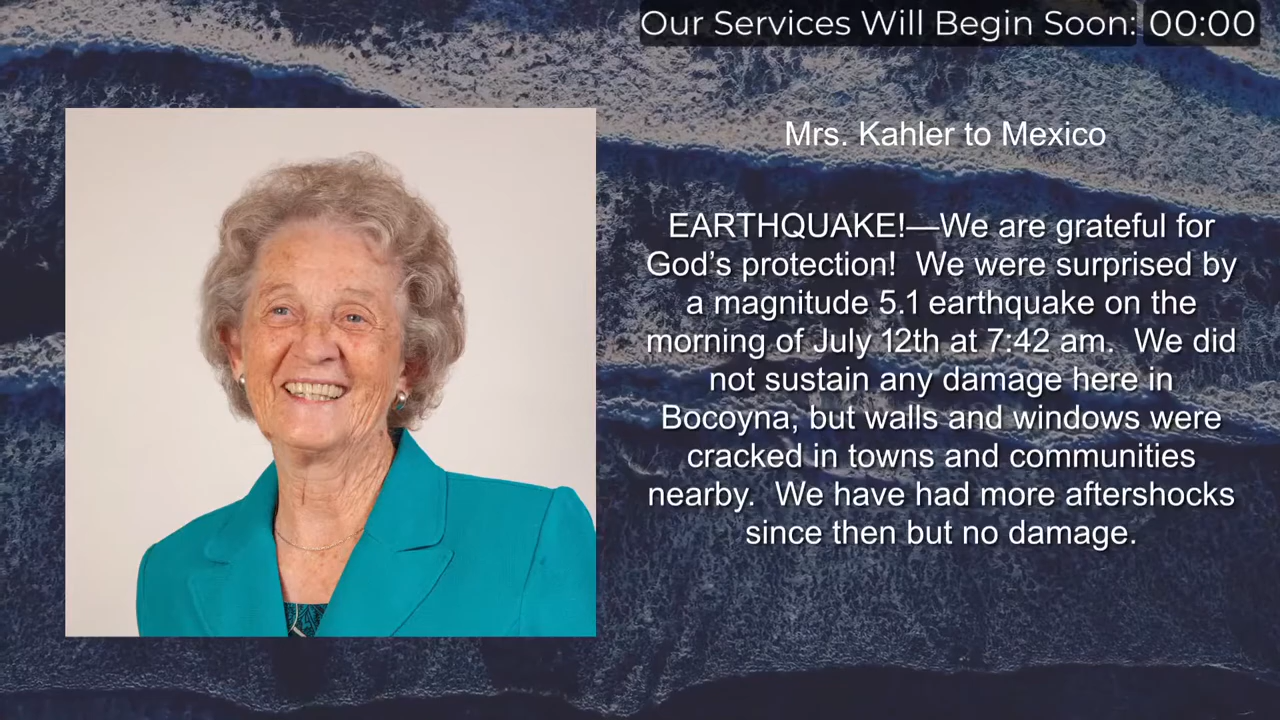 Our Services Will Begin Soon: 00:00
Mrs. Kahler to Mexico
EARTHQUAKE!—We are grateful for
God’s protection!  We were surprised by
a magnitude 5.1 earthquake on the
morning of July 12th at 7:42 am.  We did
not sustain any damage here in
Bocoyna, but walls and windows were
cracked in towns and communities
nearby.  We have had more aftershocks
since then but no damage.